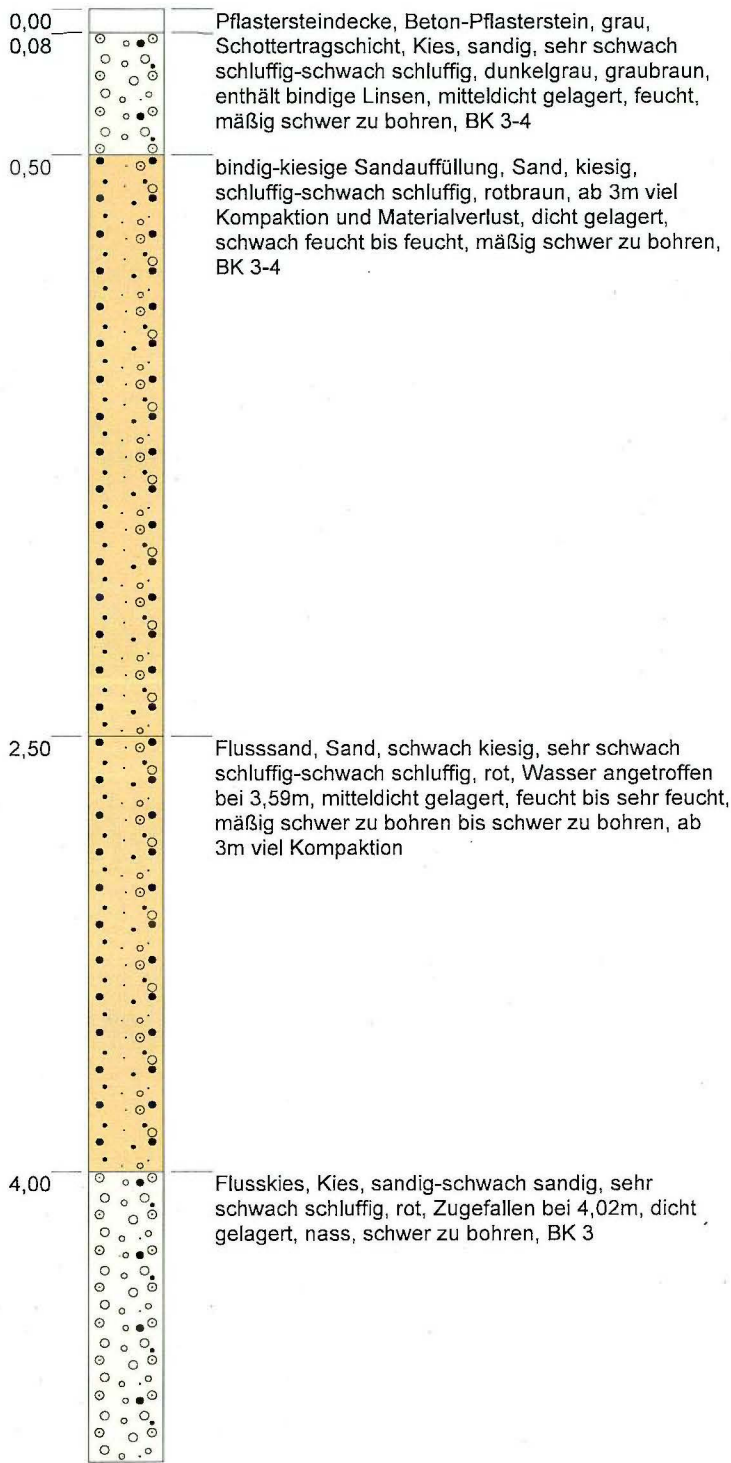 0,00 Pflastersteindecke, Beton-Pflasterstein, grau,
0,08 Schottertragschicht, Kies, sandig, sehr schwach
schluffig-schwach schluffig, dunkelgrau, graubraun,
enthält bindige Linsen, mitteldicht gelagert, feucht,
mäßig schwer zu bohren, BK 3-4
0,50 bindig-kiesige Sandauffüllung, Sand, kiesig,
schluffig-schwach schluffig, rotbraun, ab 3m viel
Kompaktion und Materialverlust, dicht gelagert,
schwach feucht bis feucht, mäßig schwer zu bohren,
BK 3-4
2,50 Flusssand, Sand, schwach kiesig, sehr schwach
schluffig-schwach schluffig, rot, Wasser angetroffen
bei 3,59m, mitteldicht gelagert, feucht bis sehr feucht,
mäßig schwer zu bohren bis schwer zu bohren, ab
3m viel Kompaktion
4,00 Flusskies, Kies, sandig-schwach sandig, sehr
schwach schluffig, rot, Zugefallen bei 4,02m, dicht
gelagert, nass, schwer zu bohren, BK 3